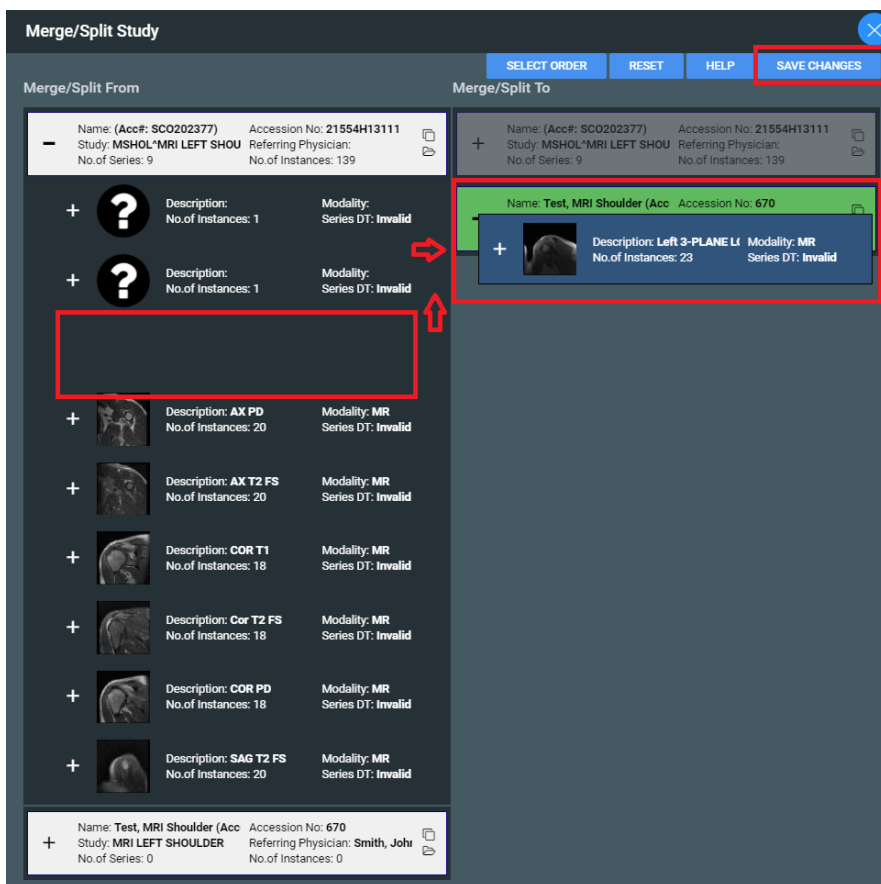 Merge/Split Study
SELECT ORDER RESET HELP SAVE CHANGES
Merge/Split From
Merge/Split To
Name: (Acc#: SCO202377) Accession No: 21554H13111
Study: MSHOL^MRI LEFT SHOU Referring Physician:
No.of Series: 9 No.of Instances: 139
Description: Modality:
No.of Instances: 1 Series DT: Invalid
Description: Modality:
No.of Instances: 1 Series DT: Invalid
Description: AX PD Modality: MR
No.of Instances: 20 Series DT: Invalid
Description: AX T2 FS Modality: MR
No.of Instances: 20 Series DT: Invalid
Description: COR T1 Modality: MR
No.of Instances: 18 Series DT: Invalid
Description: Cor T2 FS Modality: MR
No.of Instances: 18 Series DT: Invalid
Description: COR PD Modality: MR
No.of Instances: 18 Series DT: Invalid
Description: SAG T2 FS Modality: MR
No.of Instances: 20 Series DT: Invalid
Name: Test, MRI Shoulder (Acc Accession No: 670
Study: MRI LEFT SHOULDER Referring Physician: Smith, John
No.of Series: 0 No.of Instances: 0
Name: (Acc#: SCO202377) Accession No: 21554H13111
Study: MSHOL^MRI LEFT SHOU Referring Physician:
No.of Series: 9 No.of Instances: 139
Name: Test, MRI Shoulder (Acc Accession No: 670
Description: Left 3-PLANE Modality: MR
No.of Instances: 23 Series DT: Invalid